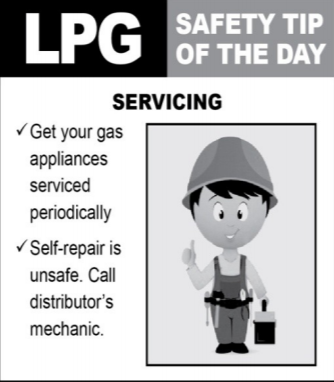 LPG
SAFETY TIP
OF THE DAY
SERVICING
✓ Get your gas
appliances
serviced
periodically
✓ Self-repair is
unsafe. Call
distributor's
mechanic.